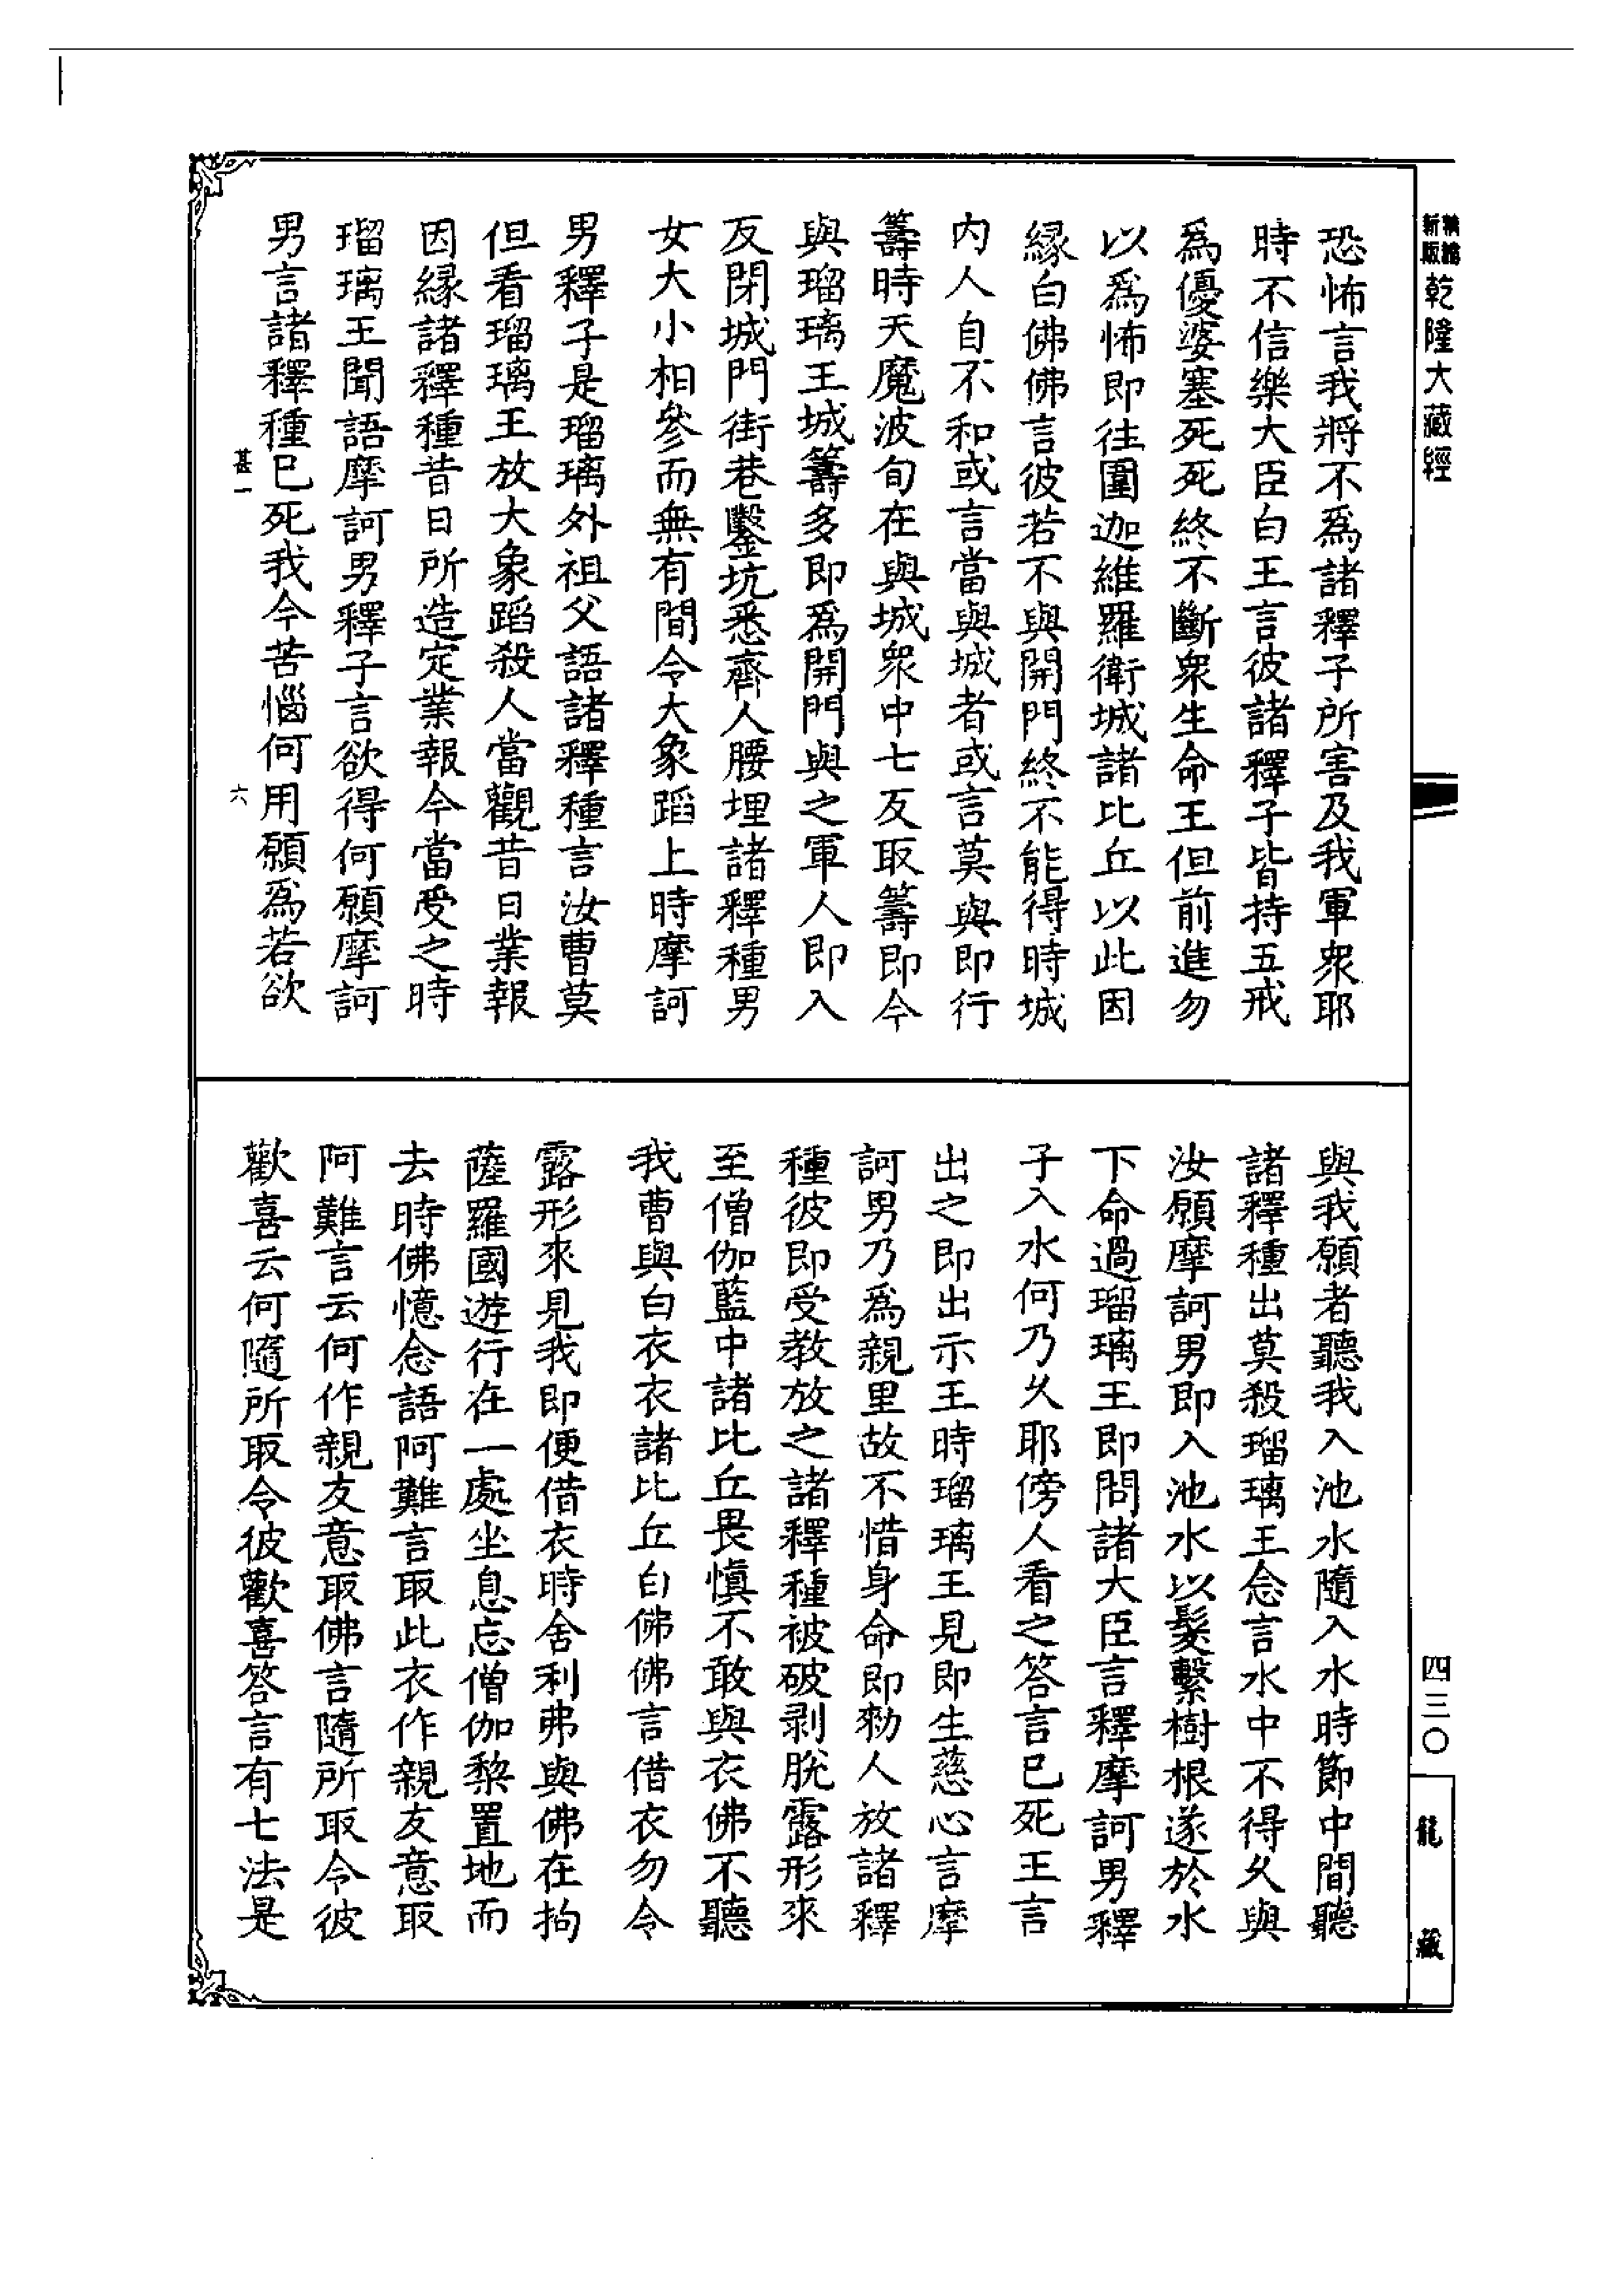 新編
新版
乾隆大藏經
恐怖言我將不為諸釋子所害及我軍眾耶
時不信樂大臣白王言彼諸釋子皆持五戒
為優婆塞死死終不斷眾生命王但前進勿
以為怖即往圍迦維羅衛城諸比丘以此因
緣白佛佛言彼若不與開門終不能得時城
內人自不和或言當與城者或言莫與即行
籌時天魔波旬在與城眾中七反取籌即令
與瑠璃王城籌多即為開門與之軍人即入
反閉城門街巷鑿坑悉齊人腰埋諸釋種男
女大小相參而無有間令大象蹈上時摩訶
男釋子是瑠璃外祖父語諸釋種言汝曹莫
但看瑠璃王放大象蹈殺人當觀昔日業報
因緣諸釋種昔日所造定業報今當受之時
瑠璃王聞語摩訶男釋子言欲得何願摩訶
男言諸釋種已死我今苦惱何用願為若欲
甚一
六
與我願者聽我入池水隨入水時節中間聽
諸釋種出莫殺瑠璃王念言水中不得久與
汝願摩訶男即入池水以髮繫樹根遂於水
下命過瑠璃王即問諸大臣言釋摩訶男釋
子入水何乃久耶傍人看之答言已死王言
出之即出示王時瑠璃王見即生慈心言摩
訶男乃為親里故不惜身命即勑人放諸釋
種彼即受教放之諸釋種被破剥脫露形來
至僧伽藍中諸比丘畏慎不敢與衣佛不聽
我曹與白衣衣諸比丘白佛佛言借衣勿令
露形來見我即便借衣時舍利弗與佛在拘
薩羅國遊行在一處坐息忘僧伽黎置地而
去時佛憶念語阿難言取此衣作親友意取
阿難言云何作親友意取佛言隨所取令彼
歡喜云何隨所取令彼歡喜答言有七法是
四三〇
龍藏